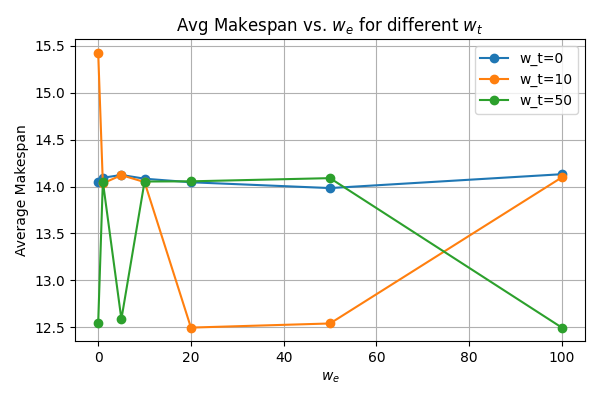 Avg Makespan vs. w_e for different w_t
15.5
15.0
14.5
14.0
13.5
13.0
12.5
Average Makespan
w_t=0
w_t=10
w_t=50
0 20 40 60 80 100
w_e